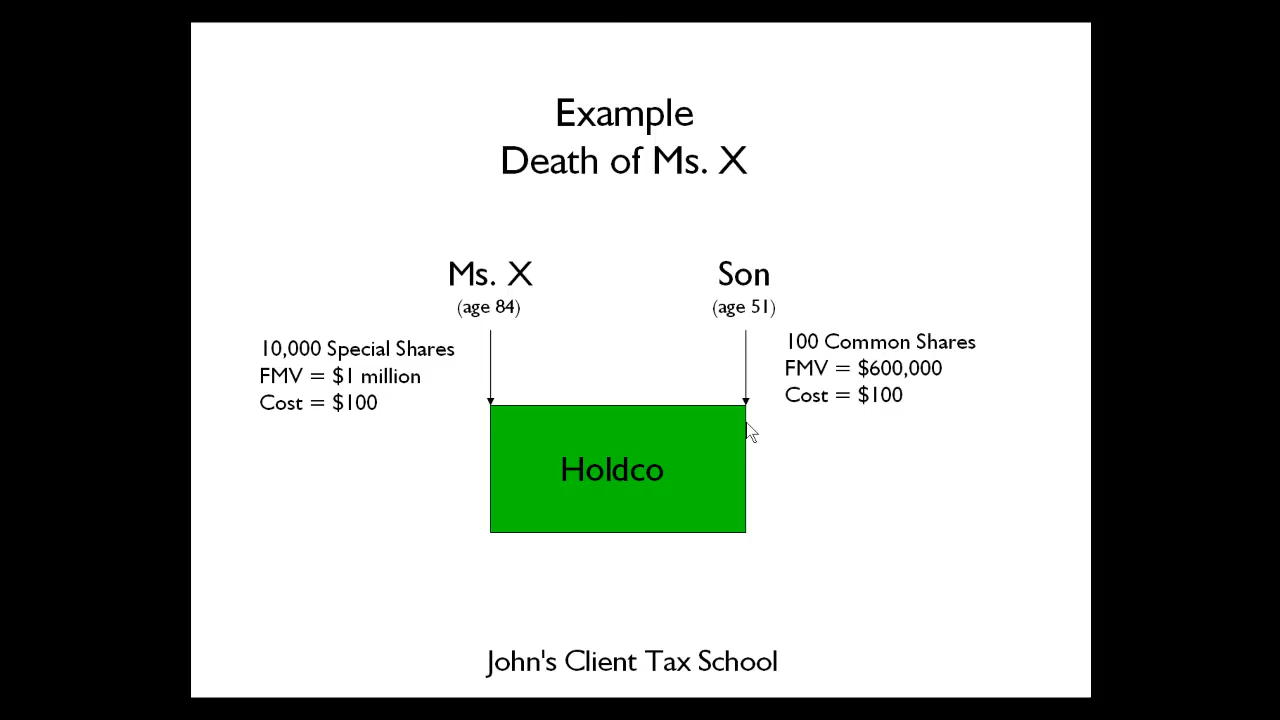 Example
Death of Ms. X
Ms. X
(age 84)
Son
(age 51)
10,000 Special Shares
FMV = $1 million
Cost = $100
100 Common Shares
FMV = $600,000
Cost = $100
Holdco
John's Client Tax School